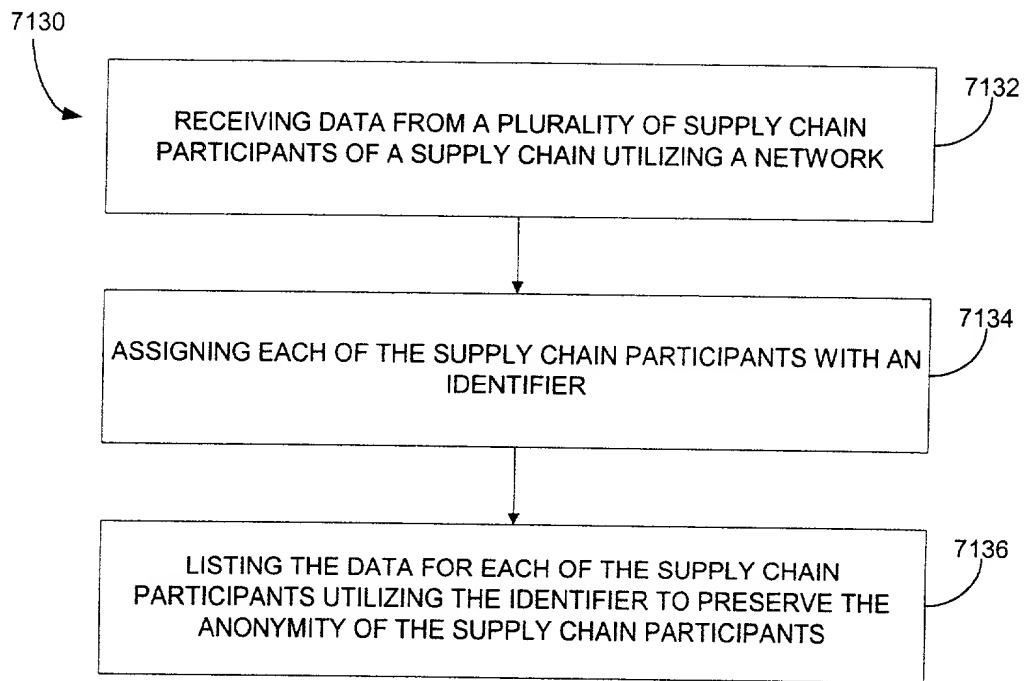 7130
7132
RECEIVING DATA FROM A PLURALITY OF SUPPLY CHAIN
PARTICIPANTS OF A SUPPLY CHAIN UTILIZING A NETWORK
7134
ASSIGNING EACH OF THE SUPPLY CHAIN PARTICIPANTS WITH AN
IDENTIFIER
7136
LISTING THE DATA FOR EACH OF THE SUPPLY CHAIN
PARTICIPANTS UTILIZING THE IDENTIFIER TO PRESERVE THE
ANONYMITY OF THE SUPPLY CHAIN PARTICIPANTS